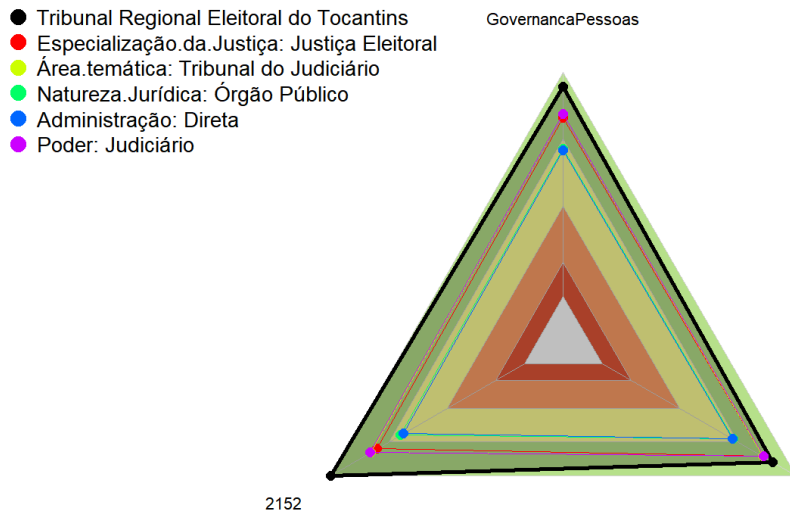 Tribunal Regional Eleitoral do Tocantins
GovernancaPessoas
Especialização.da.Justiça: Justiça Eleitoral
Área.temática: Tribunal do Judiciário
Natureza.Jurídica: Órgão Público
Administração: Direta
Poder: Judiciário
2152